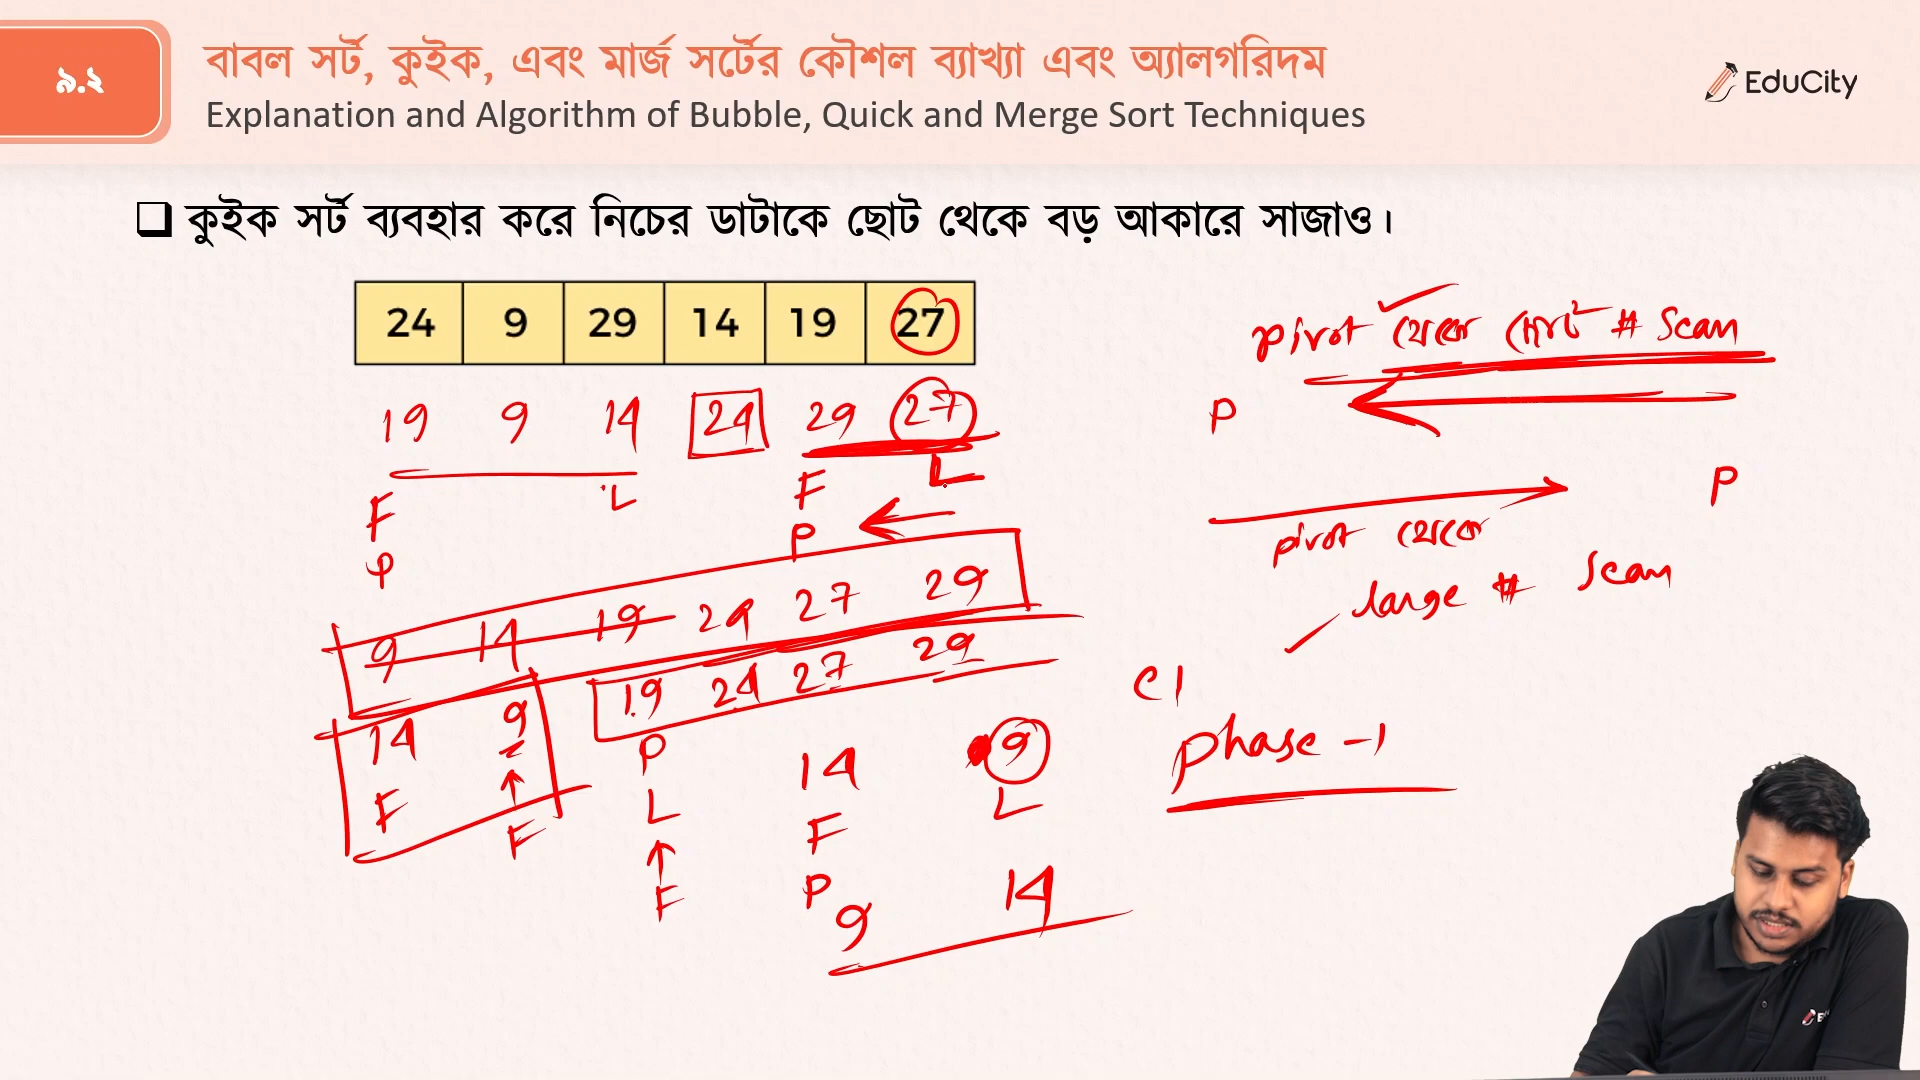 ৯.২
বাবল সর্ট, কুইক, এবং মার্জ সর্টের কৌশল ব্যাখ্যা এবং অ্যালগরিদম
Explanation and Algorithm of Bubble, Quick and Merge Sort Techniques
EduCity
কুইক সর্ট ব্যবহার করে নিচের ডাটাকে ছোট থেকে বড় আকারে সাজাও।
24 9 29 14 19 27
pivot থেকে ছোট # Scan
19 9 14 24 29 27
P
F L F L
P
P P
pivot থেকে
large # Scan
9 14 19 24 27 29
19 24 27 29
14 9
C1
Phase -1
P 14 9
F F L F L
F P
9 14